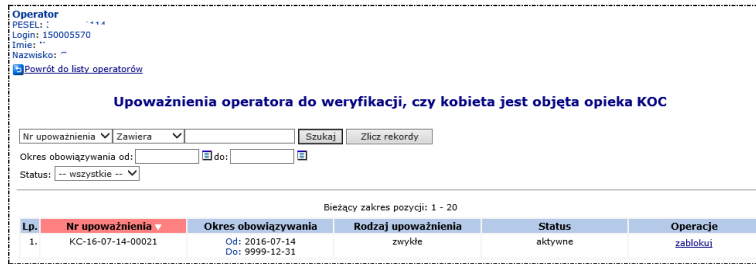 Operator
PESEL:
Login: 150005570
Imie:
Nazwisko:
Powrót do listy operatorów
Upoważnienia operatora do weryfikacji, czy kobieta jest objęta opieka KOC
Nr upoważnienia Zawiera Szukaj Zlicz rekordy
Okres obowiązywania od: do:
Status: -- wszystkie --
Bieżący zakres pozycji: 1 - 20
Lp. Nr upoważnienia Okres obowiązywania Rodzaj upoważnienia Status Operacje
1. KC-16-07-14-00021 Od: 2016-07-14 zwykłe aktywne zablokuj
Do: 9999-12-31